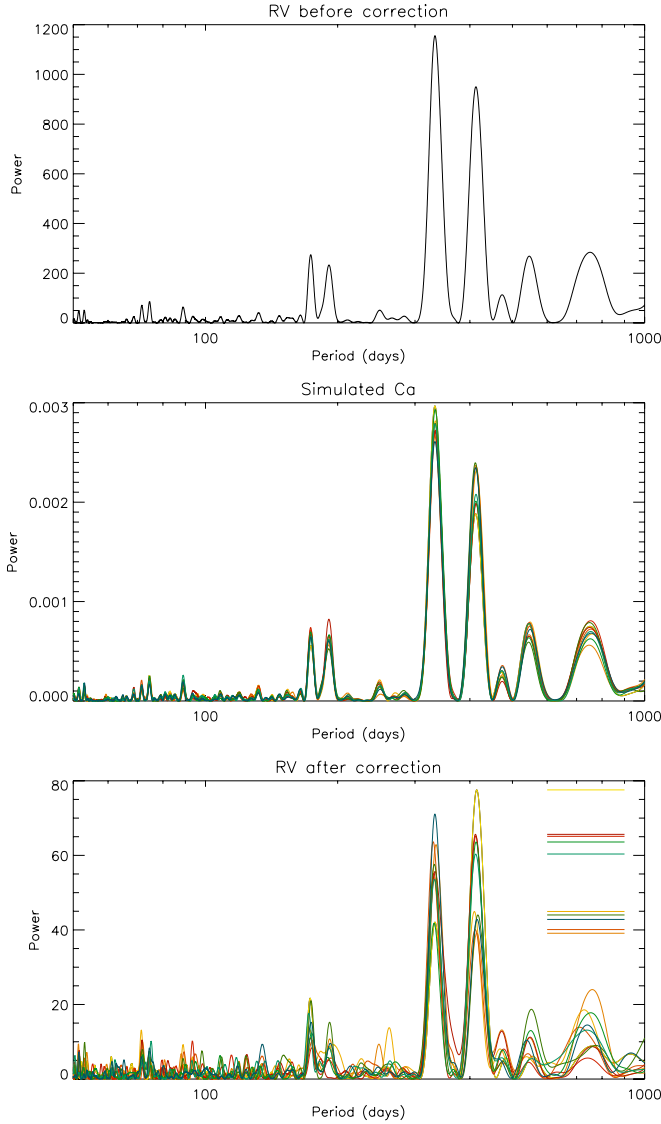 RV before correction
1200
1000
800
600
400
200
0
Power
100
1000
Period (days)
Simulated Ca
0.003
0.002
0.001
0.000
Power
100
1000
Period (days)
RV after correction
80
60
40
20
0
Power
100
1000
Period (days)